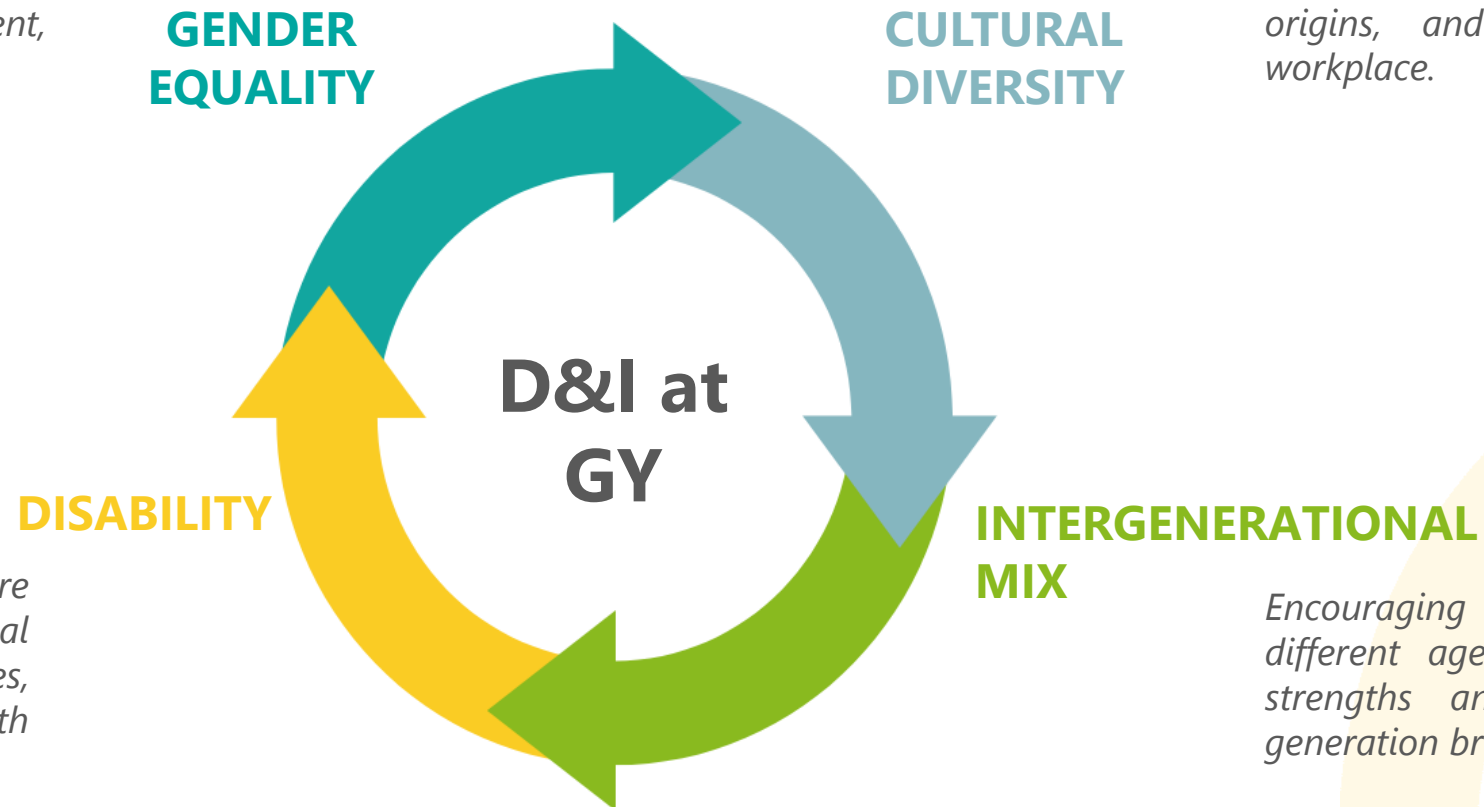 ent,
GENDER
EQUALITY
CULTURAL
DIVERSITY
origins, and
workplace.
D&I at
GY
DISABILITY
re
al
es,
th
INTERGENERATIONAL
MIX
Encouraging
different age
strengths an
generation br